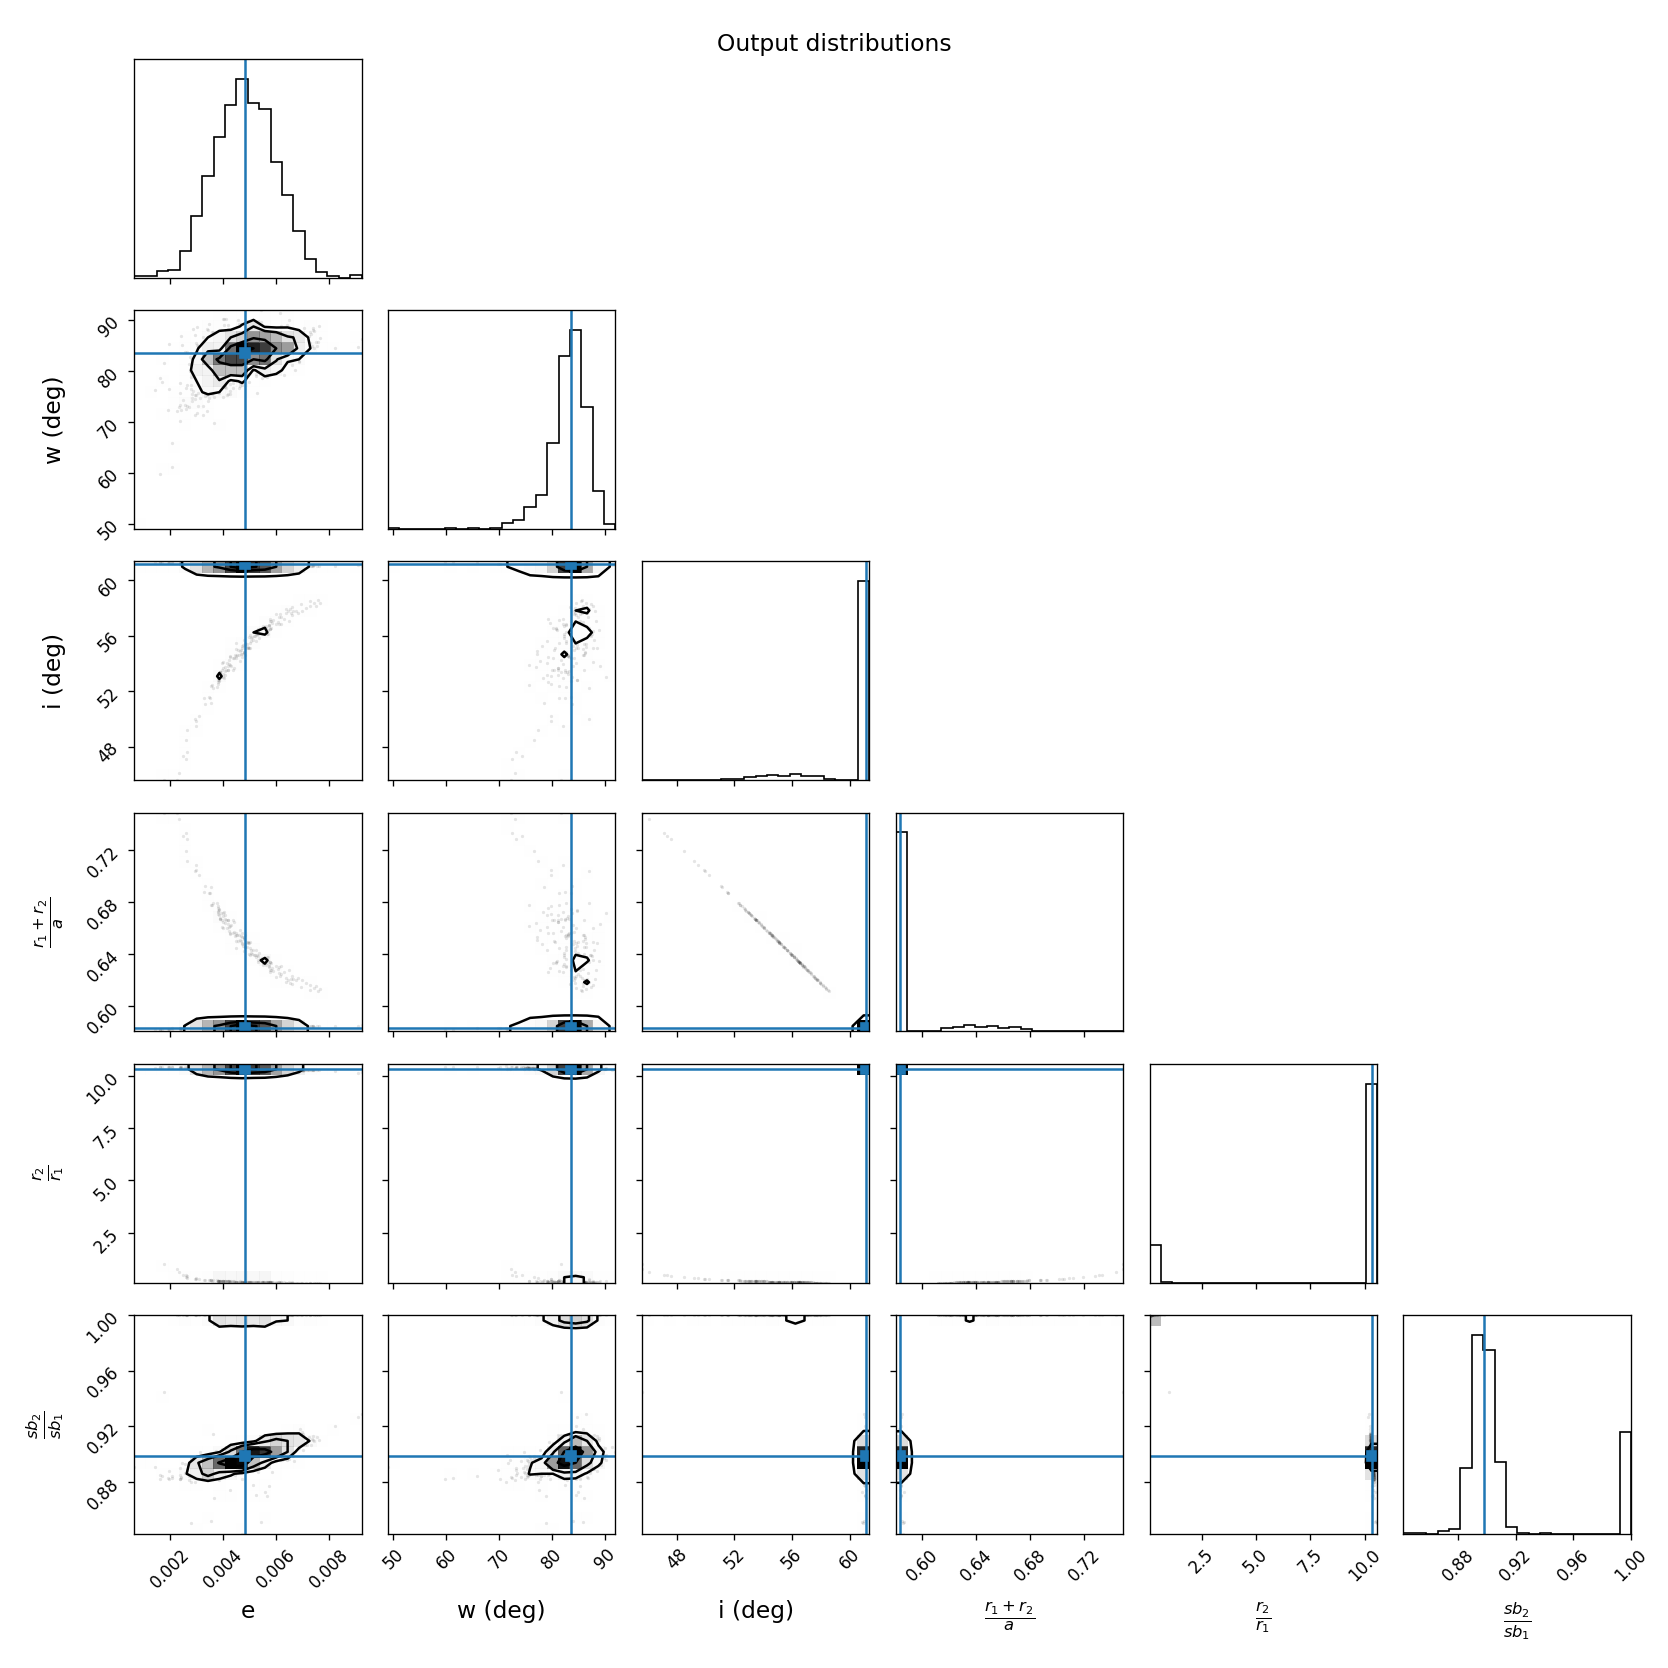 Output distributions
w (deg)
90
80
70
60
50
i (deg)
60
56
52
48
r₁ + r₂
a
0.72
0.68
0.64
0.60
r₂
r₁
10.0
7.5
5.0
2.5
sb₂
sb₁
1.00
0.96
0.92
0.88
0.002 0.004 0.006 0.008 50 60 70 80 90 48 52 56 60 0.60 0.64 0.68 0.72 2.5 5.0 7.5 10.0 0.88 0.92 0.96 1.00
e w (deg) i (deg) r₁ + r₂ / a r₂ / r₁ sb₂ / sb₁